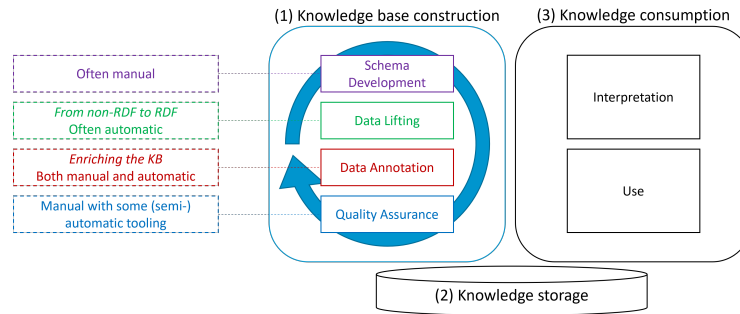 (1) Knowledge base construction
(3) Knowledge consumption
Often manual
Schema
Development
From non-RDF to RDF
Often automatic
Data Lifting
Enriching the KB
Both manual and automatic
Data Annotation
Manual with some (semi-)
automatic tooling
Quality Assurance
Interpretation
Use
(2) Knowledge storage